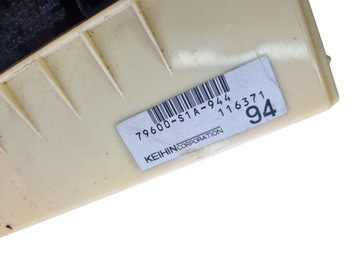 79600-S1A-944
116371
94
KEIHIN CORPORATION